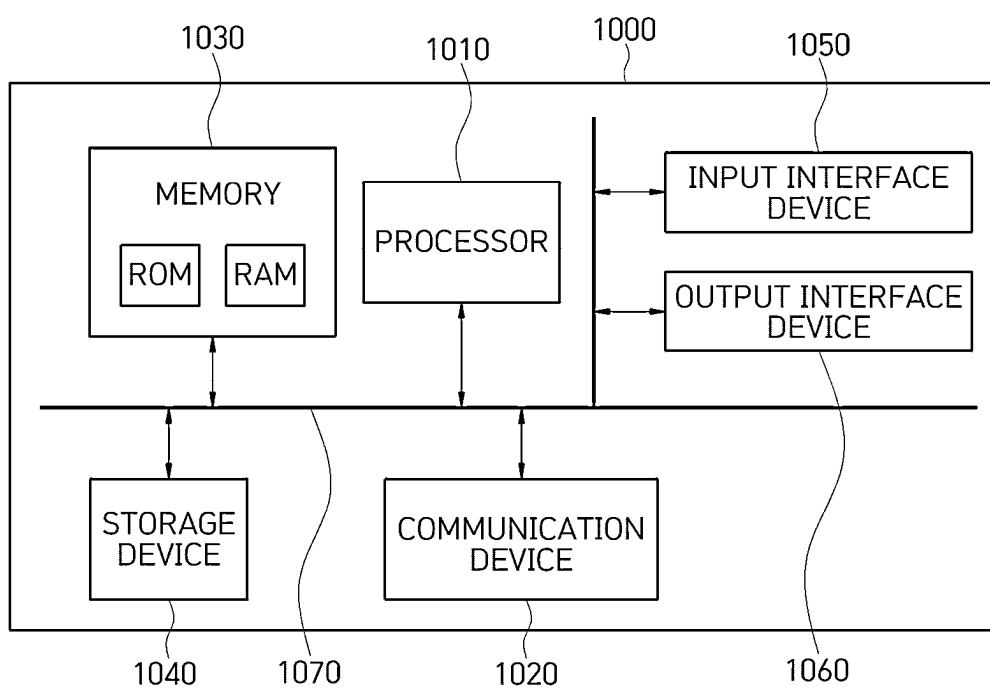 1030
1010
1000
1050
MEMORY
ROM
RAM
PROCESSOR
INPUT INTERFACE
DEVICE
OUTPUT INTERFACE
DEVICE
STORAGE
DEVICE
COMMUNICATION
DEVICE
1040
1070
1020
1060